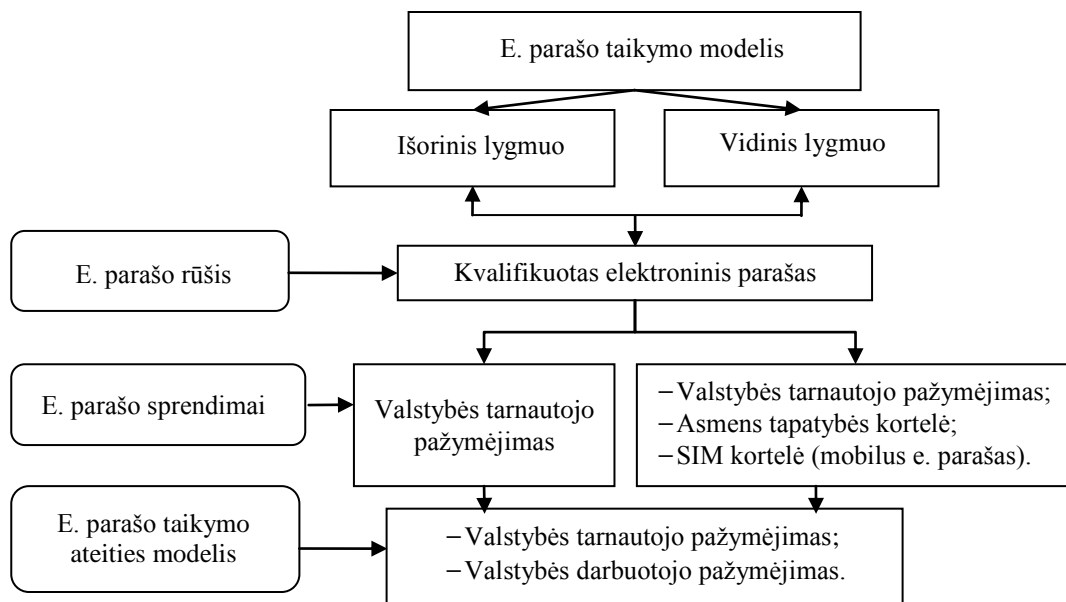 E. parašo taikymo modelis
Išorinis lygmuo
Vidinis lygmuo
E. parašo rūšis
Kvalifikuotas elektroninis parašas
E. parašo sprendimai
Valstybės tarnautojo
pažymėjimas
–Valstybės tarnautojo pažymėjimas;
–Asmens tapatybės kortelė;
–SIM kortelė (mobilus e. parašas).
E. parašo taikymo
ateities modelis
–Valstybės tarnautojo pažymėjimas;
–Valstybės darbuotojo pažymėjimas.